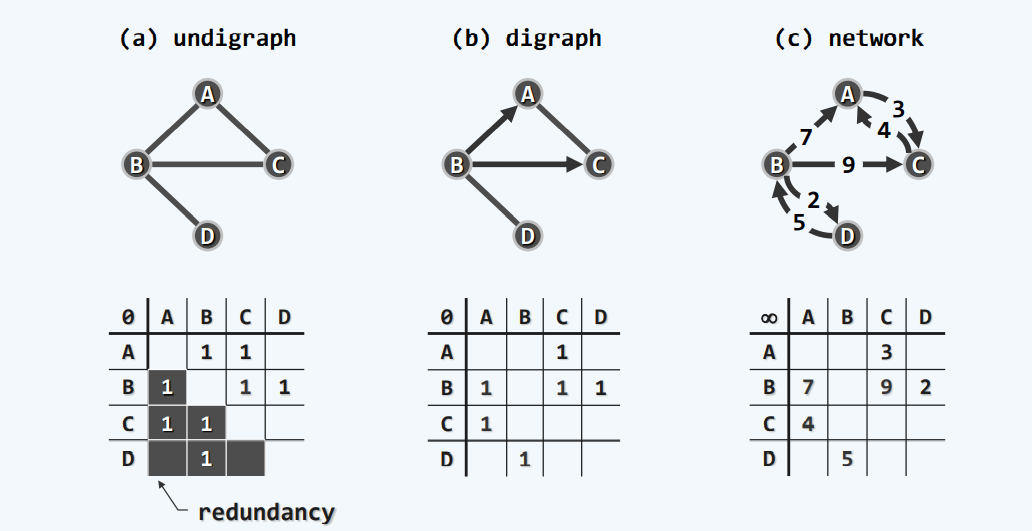 (a) undigraph
(b) digraph
(c) network
A
B
C
D
A
B
C
D
A
B
C
D
3
4
7
9
2
5
0 A B C D
A 1 1
B 1 1 1
C 1 1
D 1
redundancy
0 A B C D
A 1
B 1 1 1
C 1
D 1
∞ A B C D
A 3
B 7 9 2
C 4
D 5